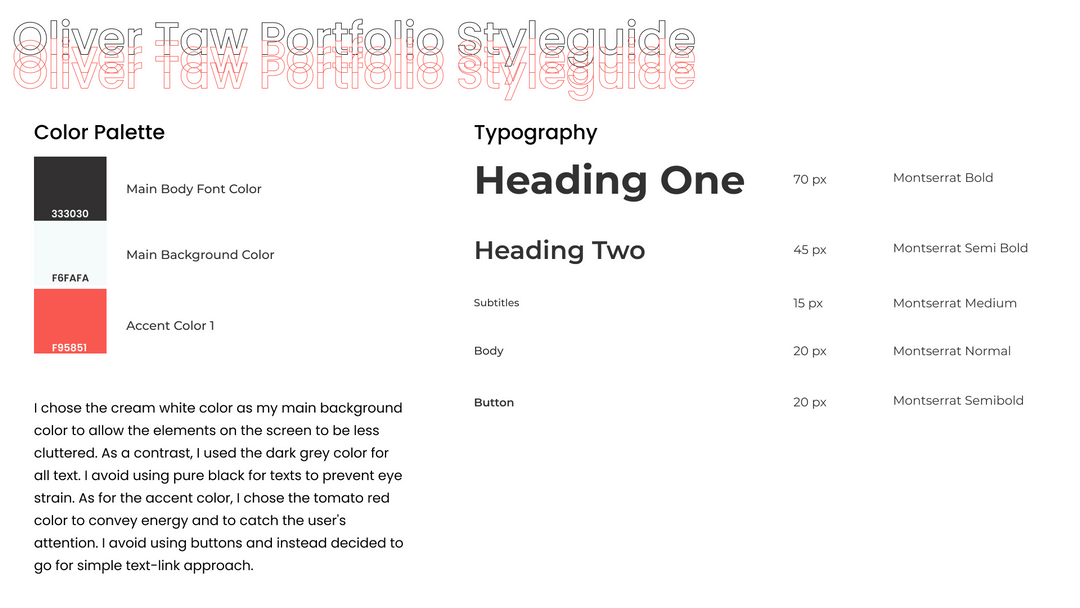 Oliver Taw Portfolio Styleguide
Oliver Taw Portfolio Styleguide
Oliver Taw Portfolio Styleguide
Color Palette
333030
Main Body Font Color
F6FAFA
Main Background Color
F95851
Accent Color 1
I chose the cream white color as my main background
color to allow the elements on the screen to be less
cluttered. As a contrast, I used the dark grey color for
all text. I avoid using pure black for texts to prevent eye
strain. As for the accent color, I chose the tomato red
color to convey energy and to catch the user's
attention. I avoid using buttons and instead decided to
go for simple text-link approach.
Typography
Heading One 70 px Montserrat Bold
Heading Two 45 px Montserrat Semi Bold
Subtitles 15 px Montserrat Medium
Body 20 px Montserrat Normal
Button 20 px Montserrat Semibold